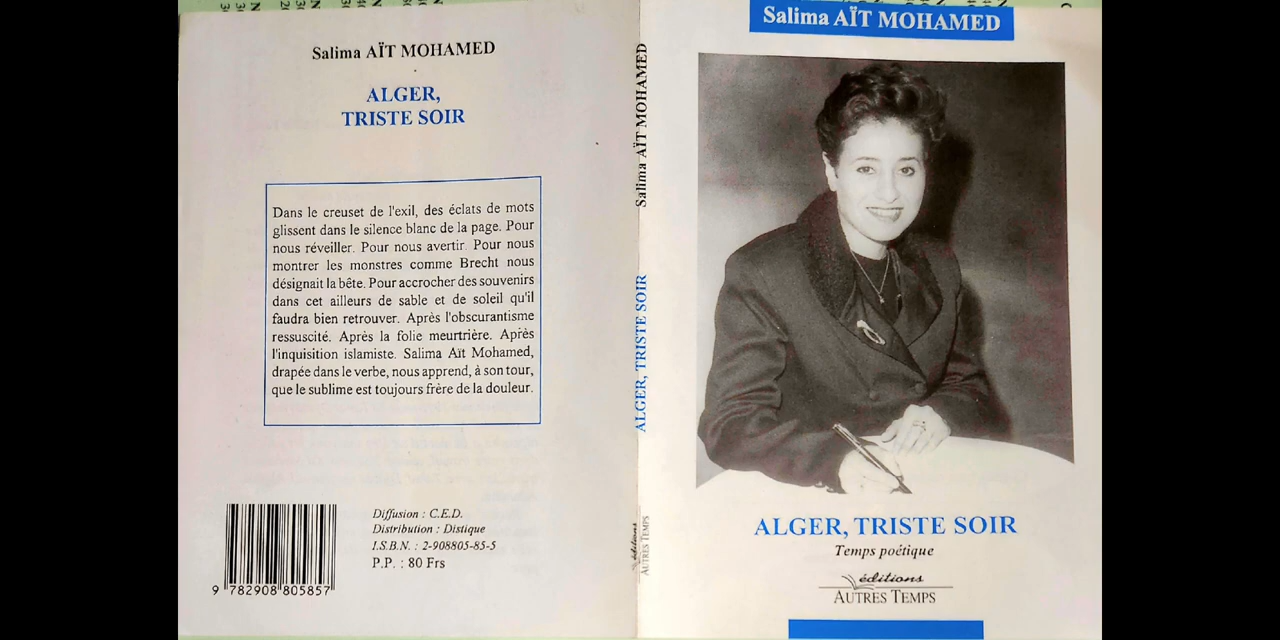 Salima AÏT MOHAMED
ALGER,
TRISTE SOIR
Dans le creuset de l'exil, des éclats de mots
glissent dans le silence blanc de la page. Pour
nous réveiller. Pour nous avertir. Pour nous
montrer les monstres comme Brecht nous
désignait la bête. Pour accrocher des souvenirs
dans cet ailleurs de sable et de soleil qu'il
faudra bien retrouver. Après l'obscurantisme
ressuscité. Après la folie meurtrière. Après
l'inquisition islamiste. Salima Aït Mohamed,
drapée dans le verbe, nous apprend, à son tour,
que le sublime est toujours frère de la douleur.
9 782908 805857
Diffusion : C.E.D.
Distribution : Distique
I.S.B.N. : 2-908805-85-5
P.P. : 80 Frs
Salima AÏT MOHAMED
ALGER, TRISTE SOIR
éditions
AUTRES TEMPS
Salima AÏT MOHAMED
ALGER, TRISTE SOIR
Temps poétique
éditions
AUTRES TEMPS